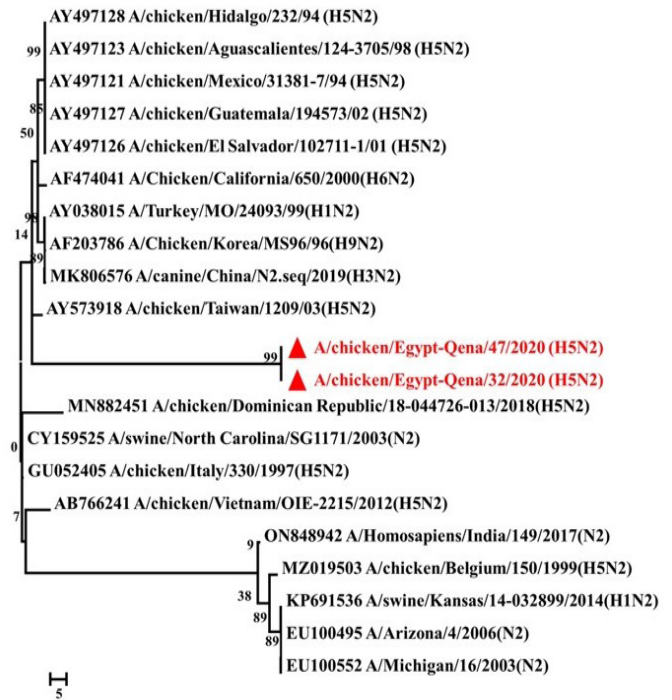 AY497128 A/chicken/Hidalgo/232/94 (H5N2)
99
AY497123 A/chicken/Aguascalientes/124-3705/98 (H5N2)
AY497121 A/chicken/Mexico/31381-7/94 (H5N2)
85
AY497127 A/chicken/Guatemala/194573/02 (H5N2)
50
AY497126 A/chicken/El Salvador/102711-1/01 (H5N2)
AF474041 A/Chicken/California/650/2000(H6N2)
AY038015 A/Turkey/MO/24093/99(H1N2)
14
AF203786 A/Chicken/Korea/MS96/96(H9N2)
89
MK806576 A/canine/China/N2.seq/2019(H3N2)
AY573918 A/chicken/Taiwan/1209/03(H5N2)
A/chicken/Egypt-Qena/47/2020 (H5N2)
99
A/chicken/Egypt-Qena/32/2020 (H5N2)
MN882451 A/chicken/Dominican Republic/18-044726-013/2018(H5N2)
0
CY159525 A/swine/North Carolina/SG1171/2003(N2)
GU052405 A/chicken/Italy/330/1997(H5N2)
AB766241 A/chicken/Vietnam/OIE-2215/2012(H5N2)
7
ON848942 A/Homosapiens/India/149/2017(N2)
9
MZ019503 A/chicken/Belgium/150/1999(H5N2)
38
KP691536 A/swine/Kansas/14-032899/2014(H1N2)
89
EU100495 A/Arizona/4/2006(N2)
89
EU100552 A/Michigan/16/2003(N2)
5